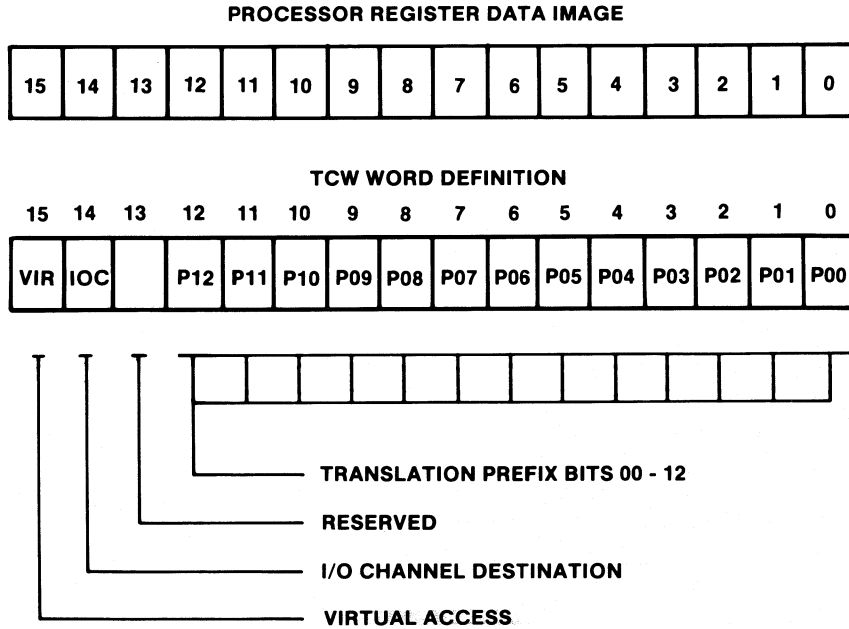 PROCESSOR REGISTER DATA IMAGE
15 14 13 12 11 10 9 8 7 6 5 4 3 2 1 0
TCW WORD DEFINITION
15 14 13 12 11 10 9 8 7 6 5 4 3 2 1 0
VIR IOC P12 P11 P10 P09 P08 P07 P06 P05 P04 P03 P02 P01 P00
TRANSLATION PREFIX BITS 00 - 12
RESERVED
I/O CHANNEL DESTINATION
VIRTUAL ACCESS